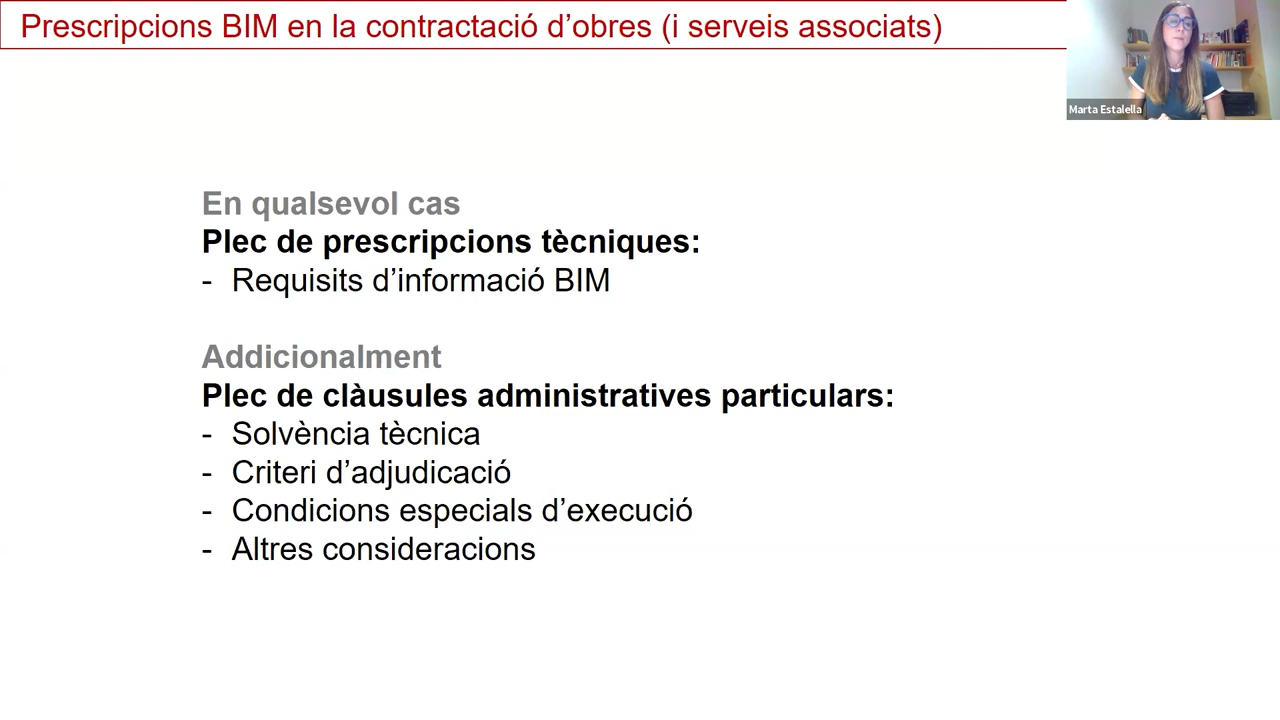 Prescripcions BIM en la contractació d’obres (i serveis associats)
Marta Estalella
En qualsevol cas
Plec de prescripcions tècniques:
- Requisits d’informació BIM
Addicionalment
Plec de clàusules administratives particulars:
- Solvència tècnica
- Criteri d’adjudicació
- Condicions especials d’execució
- Altres consideracions